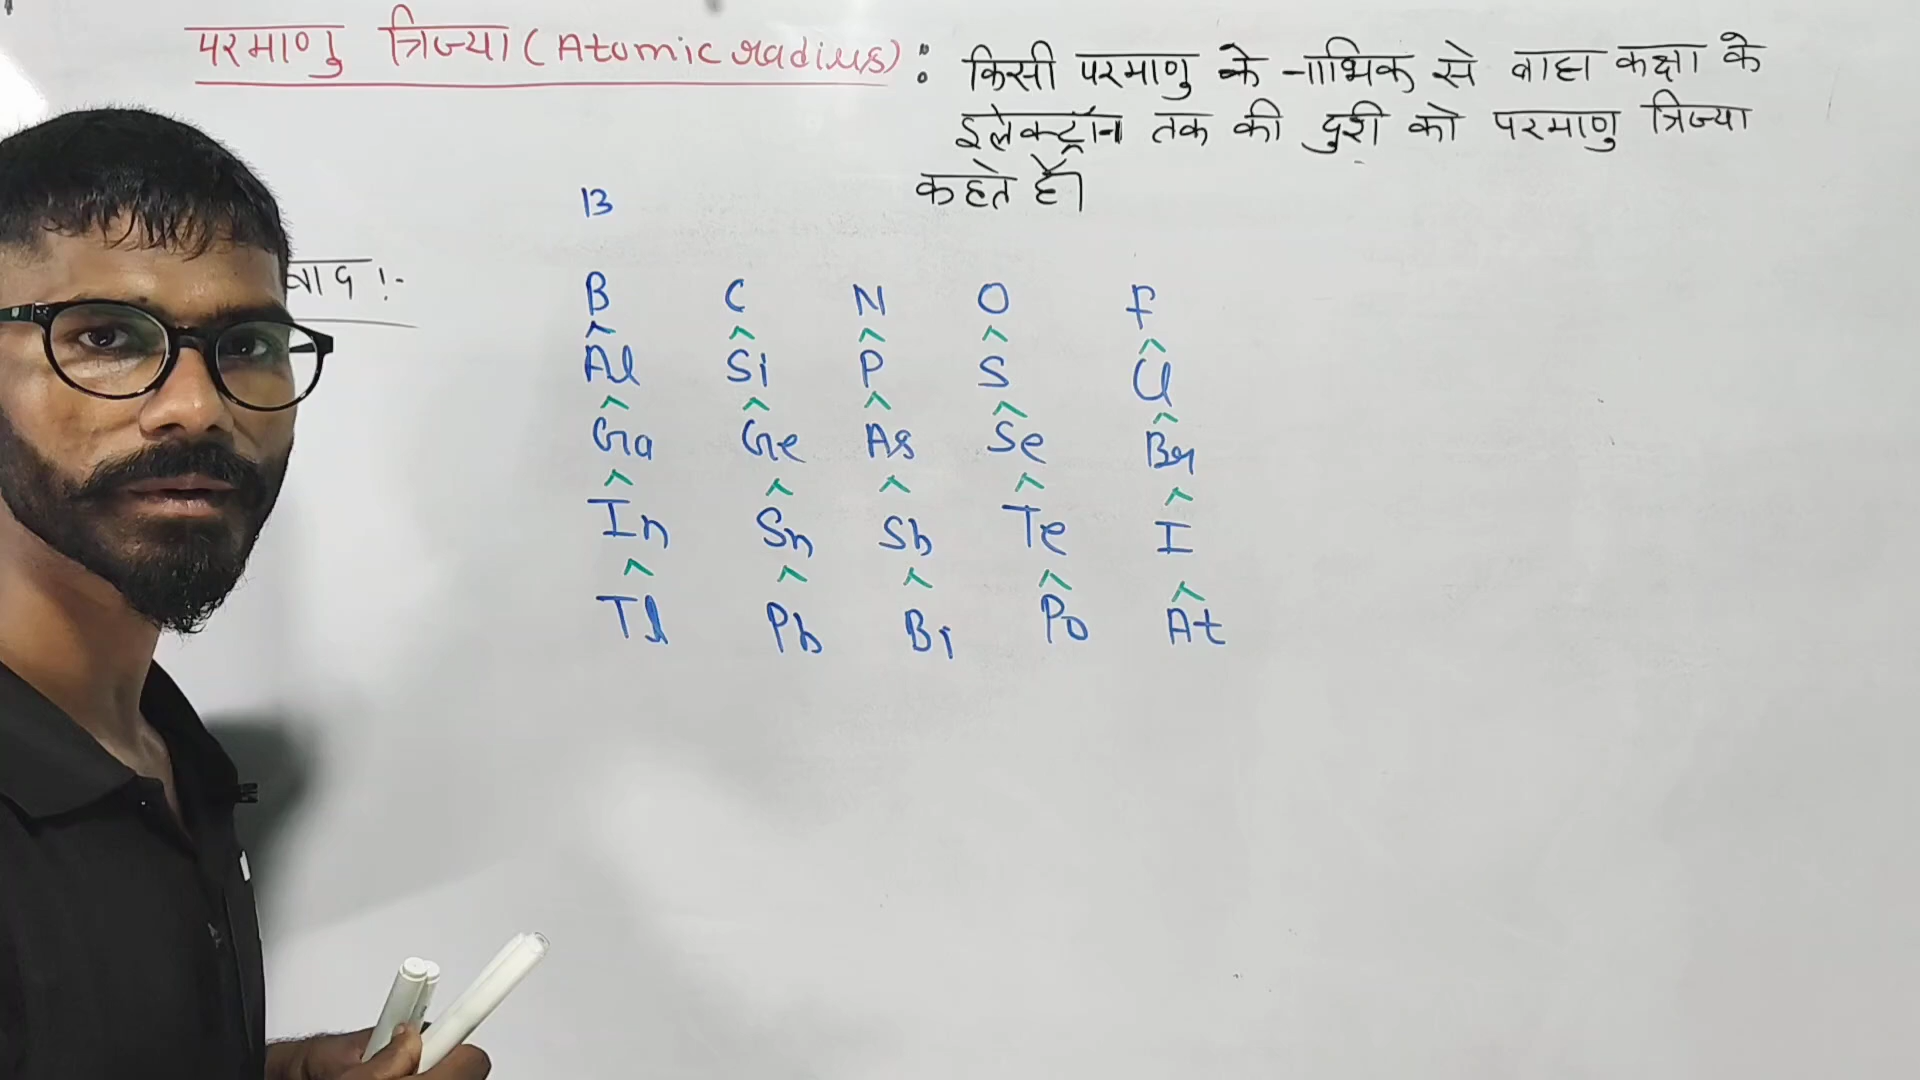 परमाणु त्रिज्या (Atomic radius) : किसी परमाणु के नाभिक से बाह्य कक्षा के
इलेक्ट्रॉन तक की दुरी को परमाणु त्रिज्या
कहते हैं।
13
वाद :-
B C N O F
^ ^ ^ ^ ^
Al Si P S Cl
^ ^ ^ ^ ^
Ga Ge As Se Br
^ ^ ^ ^ ^
In Sn Sb Te I
^ ^ ^ ^ ^
Tl Pb Bi Po At